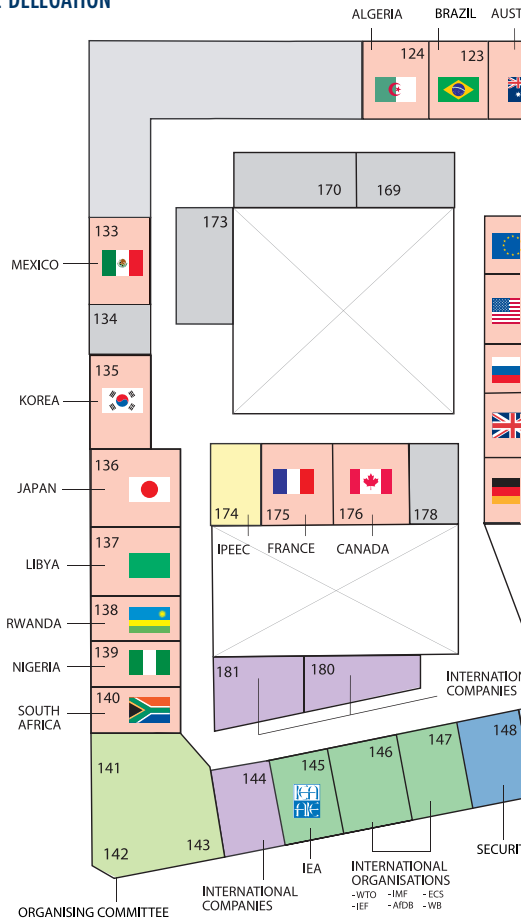 DELEGATION
ALGERIA
BRAZIL
124
123
170
169
173
133
MEXICO
134
135
KOREA
136
JAPAN
174
175
176
178
137
IPEEC
FRANCE
CANADA
LIBYA
138
RWANDA
139
NIGERIA
181
180
140
SOUTH
AFRICA
COMPANIES
148
147
146
145
144
141
143
142
IEA
AIE
IEA
INTERNATIONAL
ORGANISATIONS
-WTO -IMF -ECS
-IEF -AfDB -WB
INTERNATIONAL
COMPANIES
ORGANISING COMMITTEE